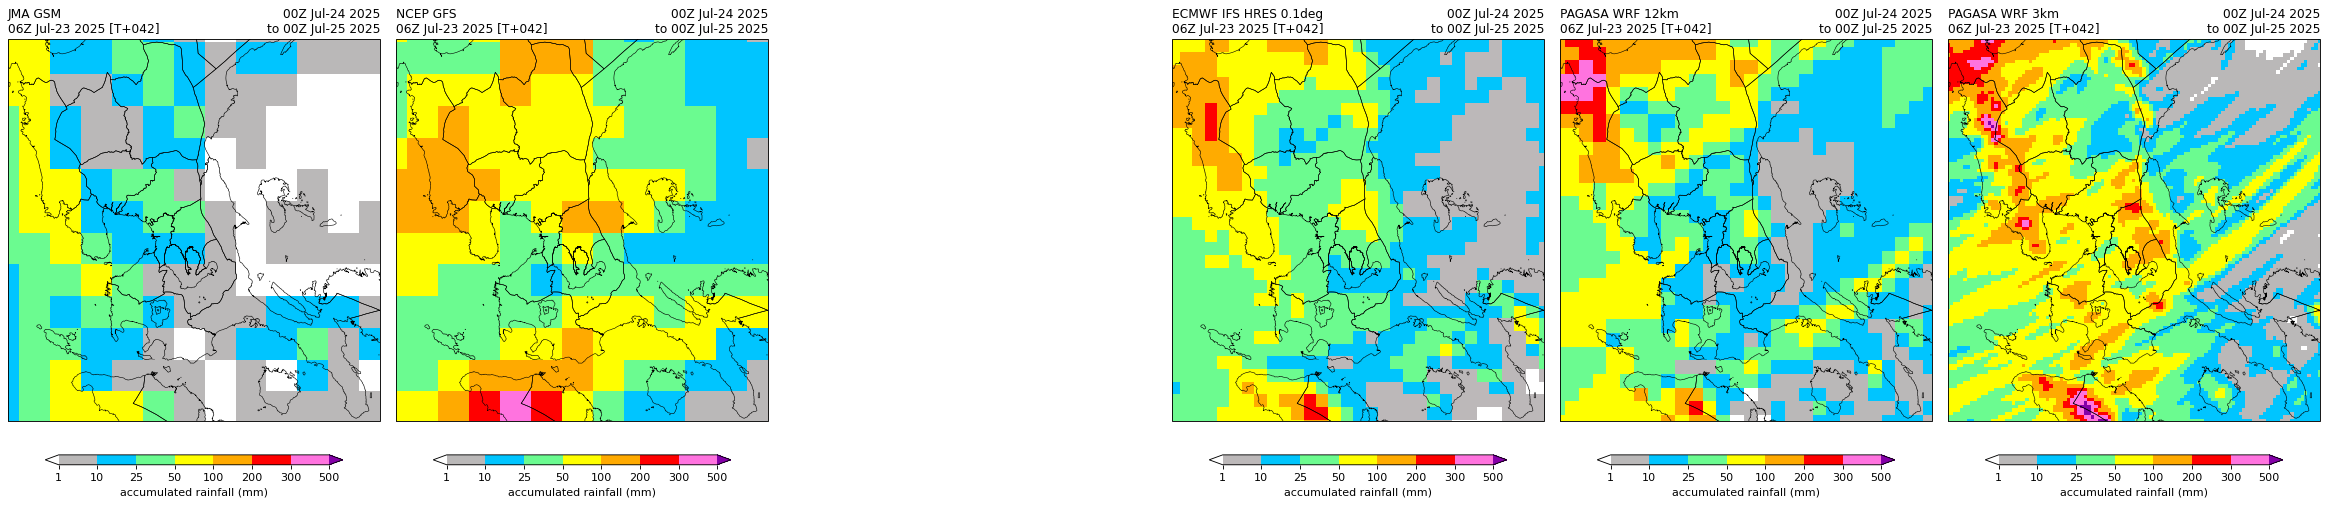 JMA GSM 00Z Jul-24 2025
06Z Jul-23 2025 [T+042] to 00Z Jul-25 2025
1 10 25 50 100 200 300 500
accumulated rainfall (mm)
NCEP GFS 00Z Jul-24 2025
06Z Jul-23 2025 [T+042] to 00Z Jul-25 2025
1 10 25 50 100 200 300 500
accumulated rainfall (mm)
ECMWF IFS HRES 0.1deg 00Z Jul-24 2025
06Z Jul-23 2025 [T+042] to 00Z Jul-25 2025
1 10 25 50 100 200 300 500
accumulated rainfall (mm)
PAGASA WRF 12km 00Z Jul-24 2025
06Z Jul-23 2025 [T+042] to 00Z Jul-25 2025
1 10 25 50 100 200 300 500
accumulated rainfall (mm)
PAGASA WRF 3km 00Z Jul-24 2025
06Z Jul-23 2025 [T+042] to 00Z Jul-25 2025
1 10 25 50 100 200 300 500
accumulated rainfall (mm)